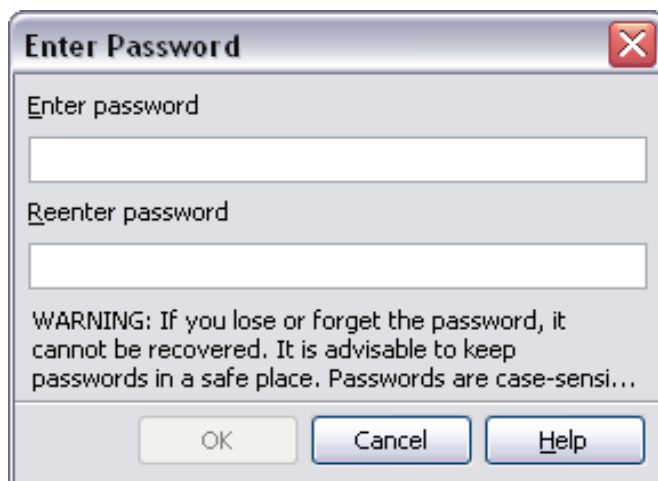 Enter Password
Enter password
Reenter password
WARNING: If you lose or forget the password, it
cannot be recovered. It is advisable to keep
passwords in a safe place. Passwords are case-sensi...
OK
Cancel
Help